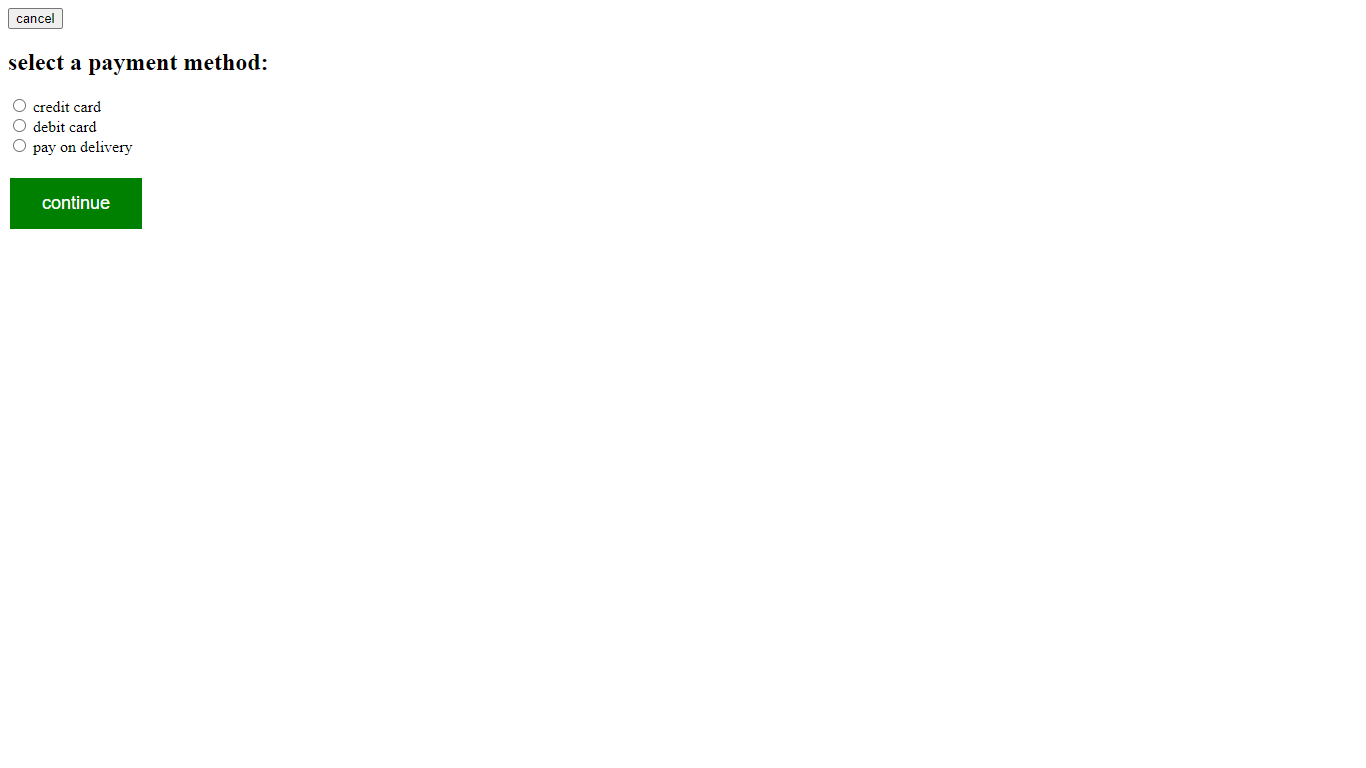 cancel
select a payment method:
credit card
debit card
pay on delivery
continue